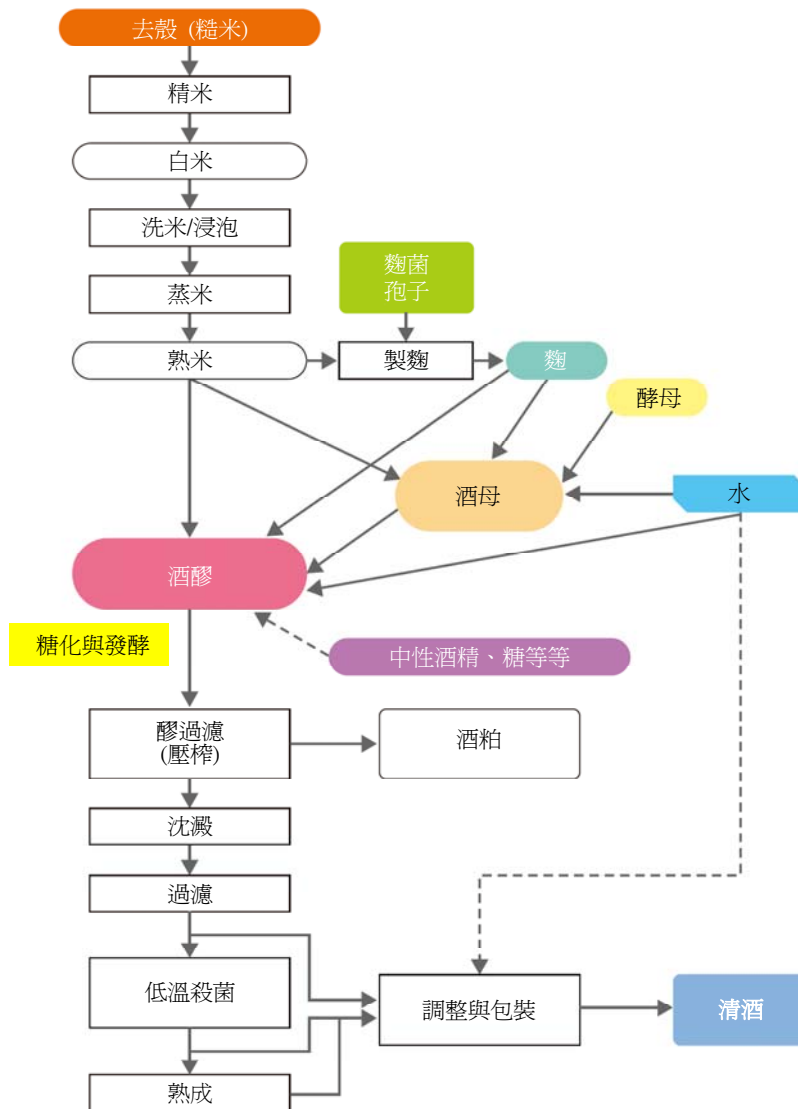 去殼 (糙米)
精米
白米
洗米/浸泡
蒸米
麴菌
孢子
熟米
製麴
麴
酵母
酒母
水
酒醪
糖化與發酵
中性酒精、糖等等
醪過濾
(壓榨)
酒粕
沈澱
過濾
低溫殺菌
調整與包裝
清酒
熟成